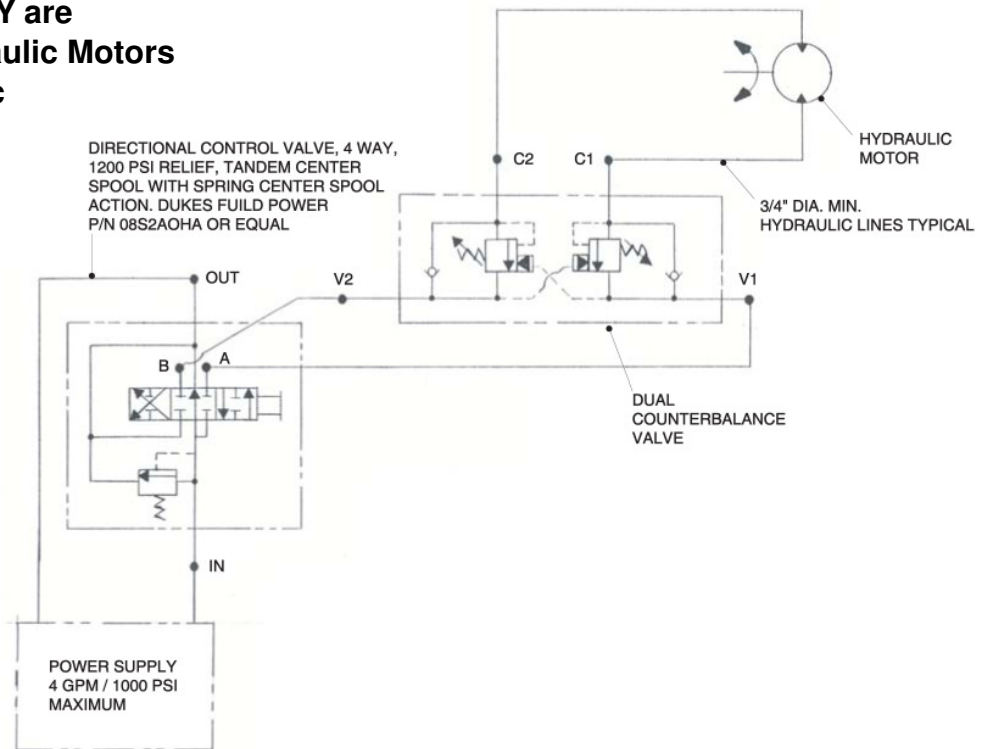 Y are
aulic Motors
c
DIRECTIONAL CONTROL VALVE, 4 WAY,
1200 PSI RELIEF, TANDEM CENTER
SPOOL WITH SPRING CENTER SPOOL
ACTION. DUKES FUILD POWER
P/N 08S2AOHA OR EQUAL
HYDRAULIC
MOTOR
C2
C1
3/4" DIA. MIN.
HYDRAULIC LINES TYPICAL
OUT
V2
V1
B
A
DUAL
COUNTERBALANCE
VALVE
IN
POWER SUPPLY
4 GPM / 1000 PSI
MAXIMUM